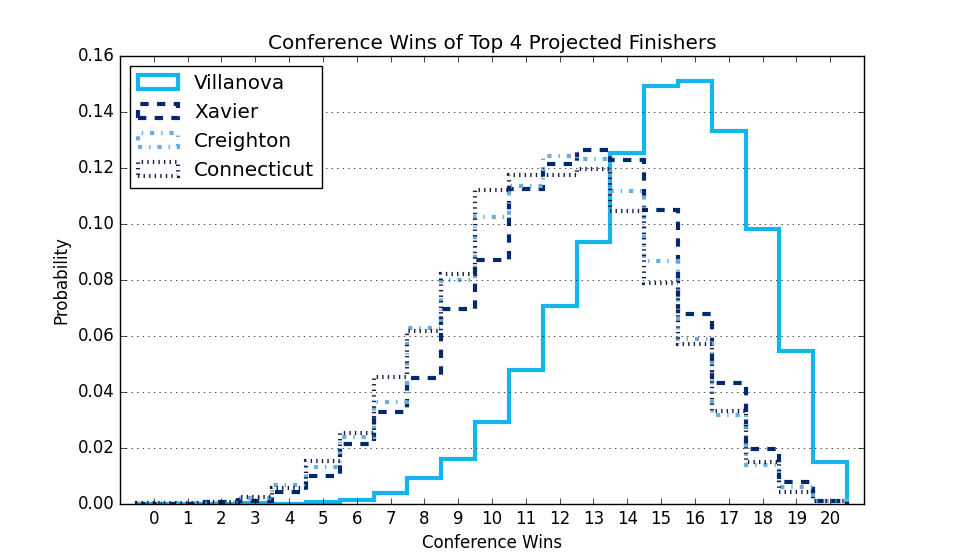 Conference Wins of Top 4 Projected Finishers
0.16
0.14
0.12
0.10
0.08
0.06
0.04
0.02
0.00
Probability
Villanova
Xavier
Creighton
Connecticut
0 1 2 3 4 5 6 7 8 9 10 11 12 13 14 15 16 17 18 19 20
Conference Wins